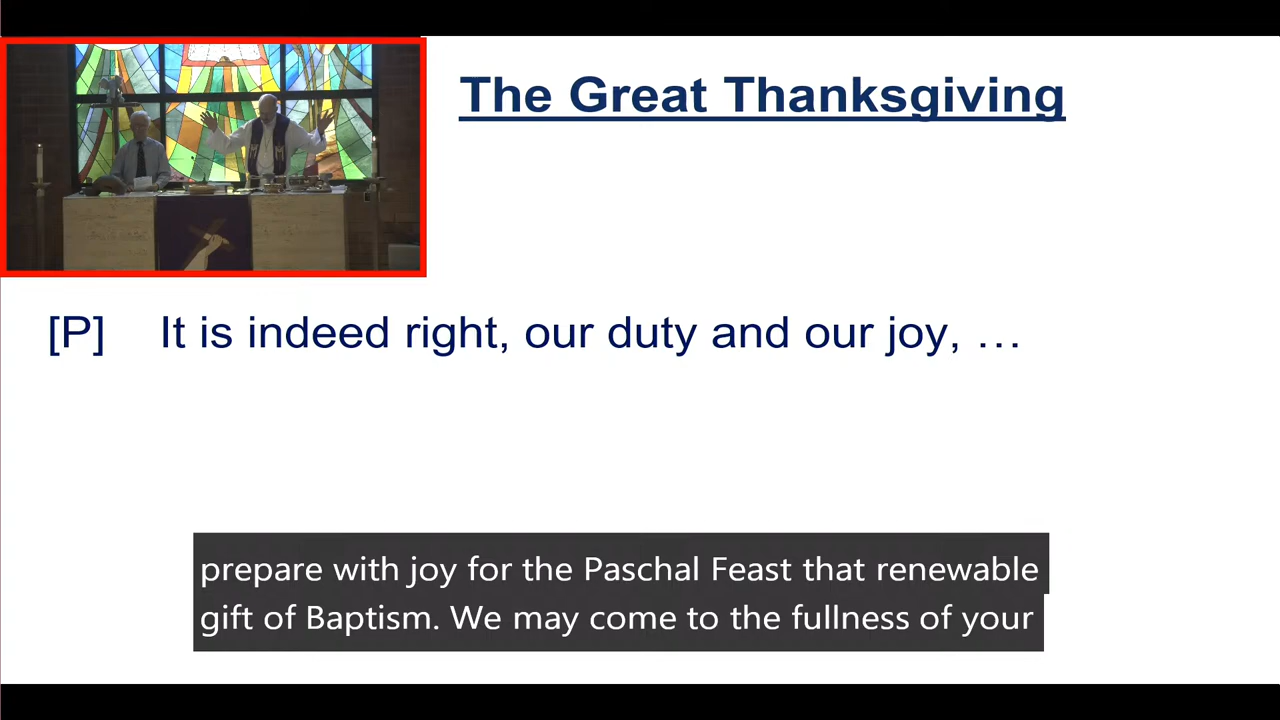 The Great Thanksgiving
[P] It is indeed right, our duty and our joy, …
prepare with joy for the Paschal Feast that renewable
gift of Baptism. We may come to the fullness of your